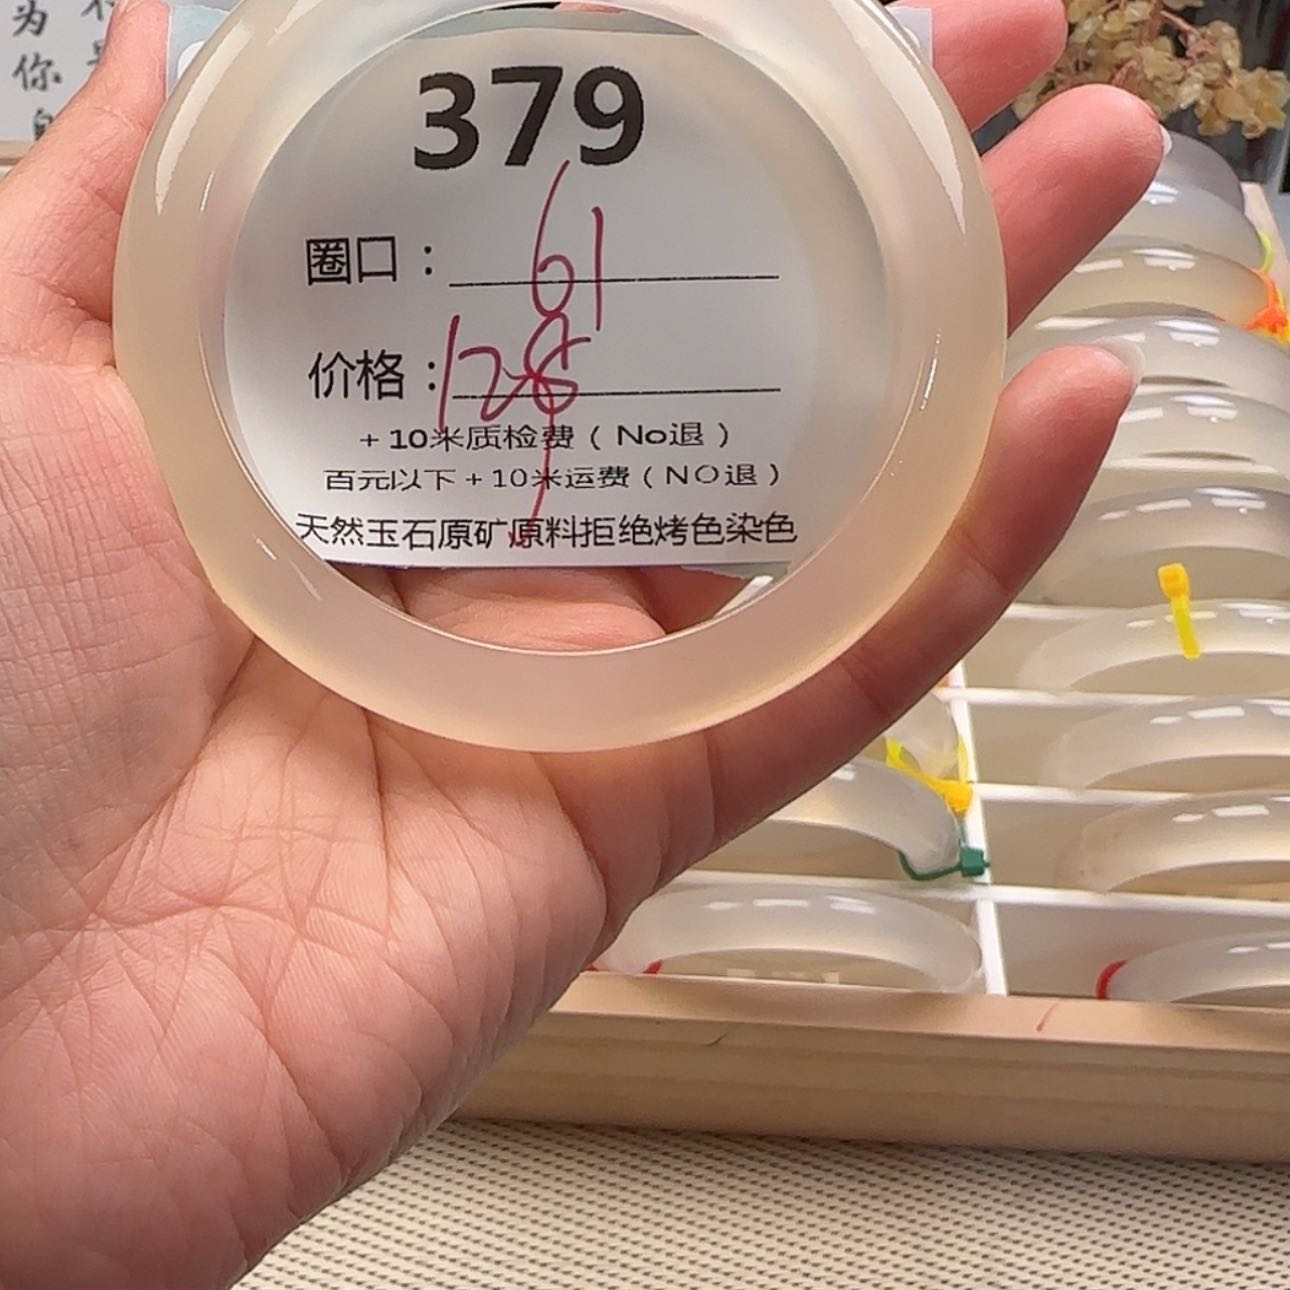 为你
379
圈口： 61
价格： 128
+10米质检费（No退）
百元以下+10米运费（NO退）
天然玉石原矿原料拒绝烤色染色